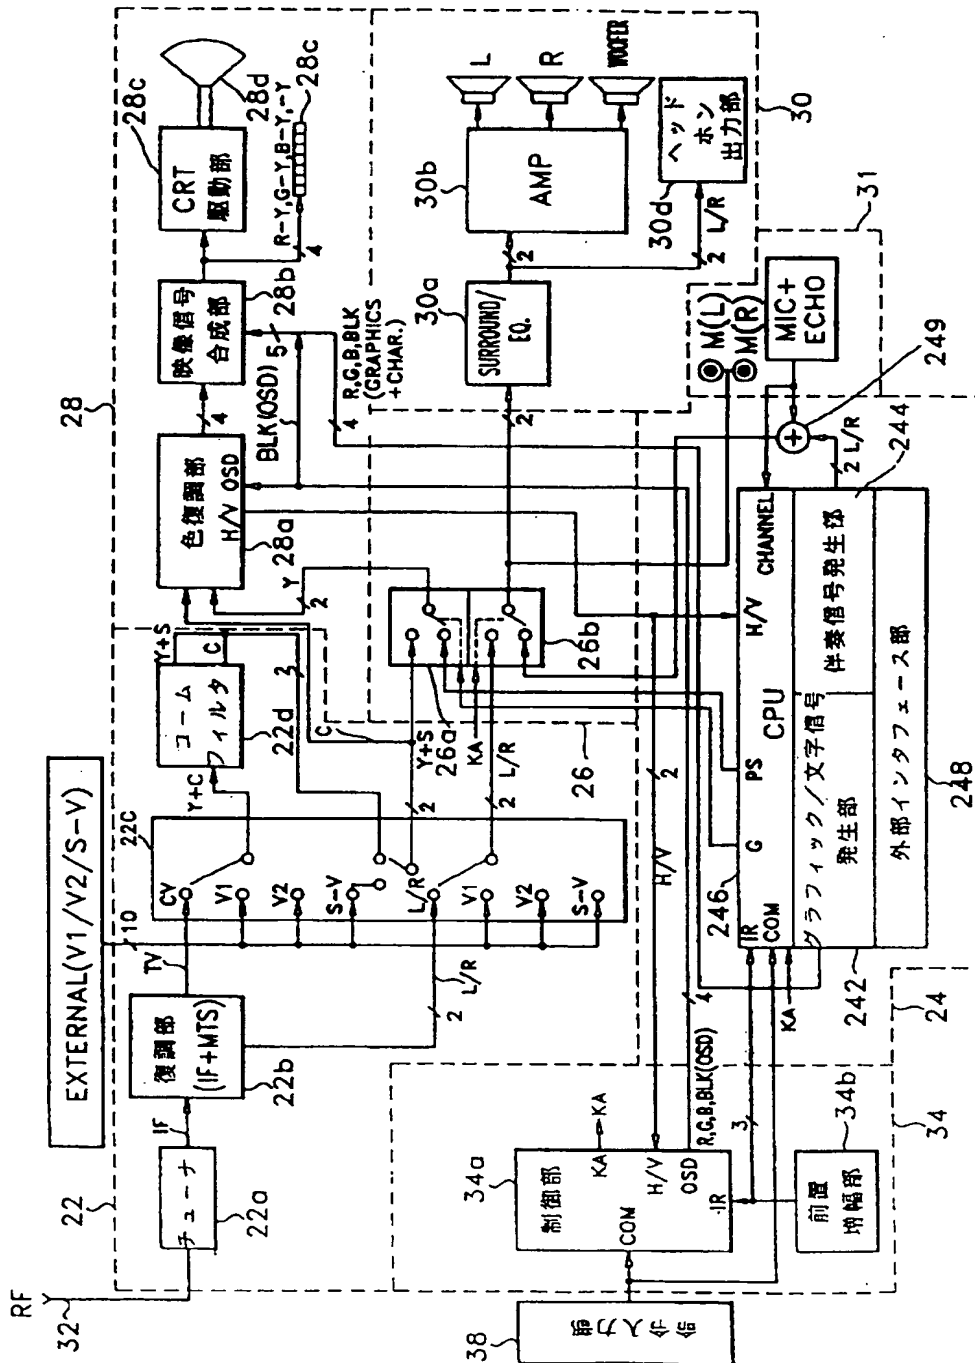 RF
32
チューナ
22a
22
IF
復調部
(IF+MTS)
22b
TV
L/R
2
EXTERNAL(V1/V2/S-V)
10
22C
CV
V1
V2
S-V
L/R
V1
V2
S-V
Y+C
コーム
フィルタ
22d
Y+S
C
2
C
Y+S
2
26a
KA
L/R
2
26
26b
Y
2
28
色復調部
H/V
OSD
28a
4
BLK(OSD)
映像信号
合成部
28b
5
4
R,G,B,BLK
(GRAPHICS
+CHAR.)
CRT
駆動部
28c
28d
R-Y,G-Y,B-Y,-Y
4
28c
2
SURROUND/
EQ.
30a
2
AMP
30b
L
R
WOOFER
2
L/R
ヘッド
ホン
出力部
30d
30
31
M(L)
M(R)
MIC+
ECHO
249
2 L/R
244
H/V
2
246
IR
COM
KA
G
PS
CPU
H/V
CHANNEL
グラフィック/文字信号
発生部
伴奏信号発生部
外部インタフェース部
242
248
24
34
34a
制御部
COM
KA
KA
H/V
OSD
IR
R,G,B,BLK(OSD)
4
3
34b
前置
増幅部
38
入力